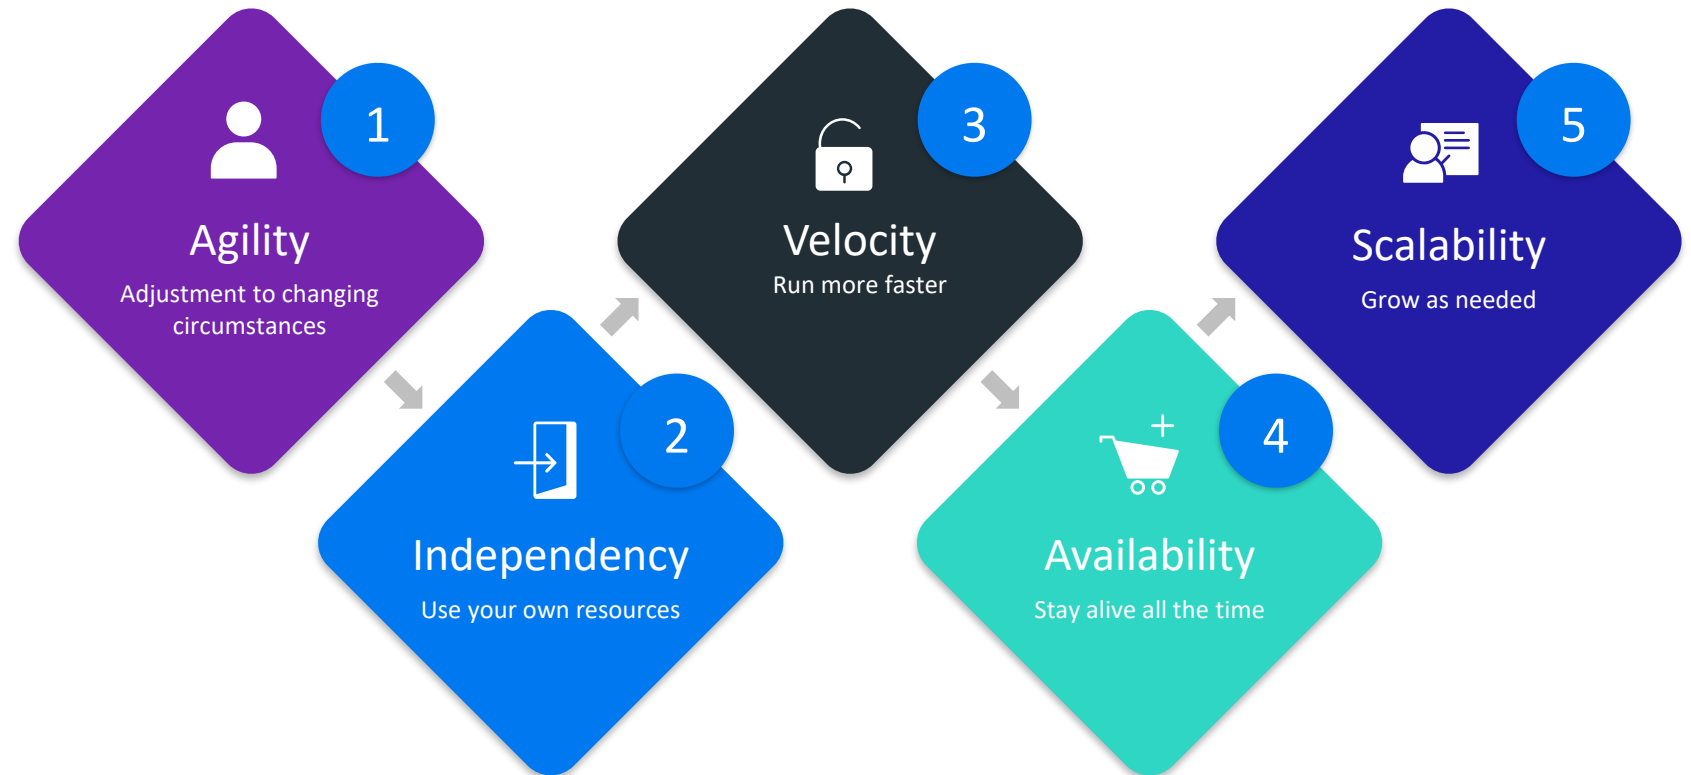 1
Agility
Adjustment to changing
circumstances
2
Independency
Use your own resources
3
Velocity
Run more faster
4
Availability
Stay alive all the time
5
Scalability
Grow as needed